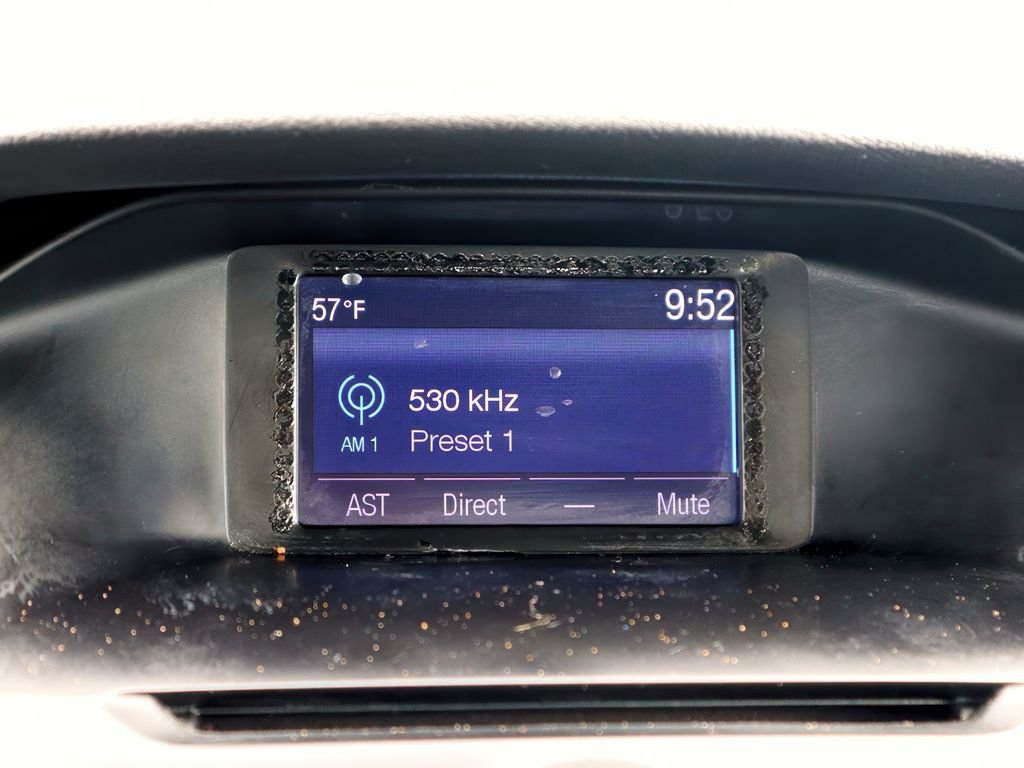 57°F 9:52
530 kHz
AM 1 Preset 1
AST Direct — Mute